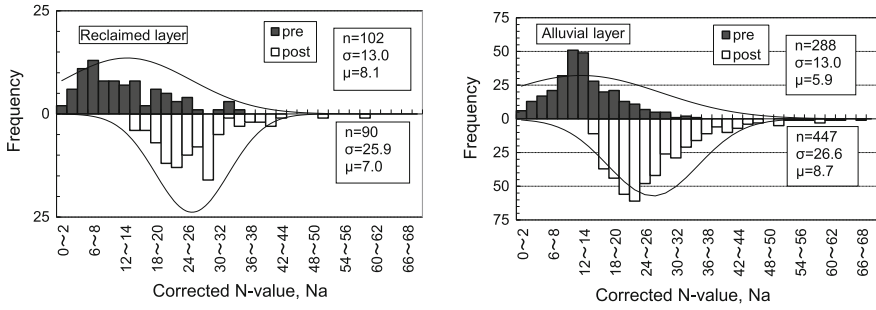 Reclaimed layer
pre
post
n=102
σ=13.0
μ=8.1
n=90
σ=25.9
μ=7.0
Frequency
25
0
25
0~2
6~8
12~14
18~20
24~26
30~32
36~38
42~44
48~50
54~56
60~62
66~68
Corrected N-value, Na
Alluvial layer
pre
post
n=288
σ=13.0
μ=5.9
n=447
σ=26.6
μ=8.7
Frequency
75
50
25
0
25
50
75
0~2
6~8
12~14
18~20
24~26
30~32
36~38
42~44
48~50
54~56
60~62
66~68
Corrected N-value, Na